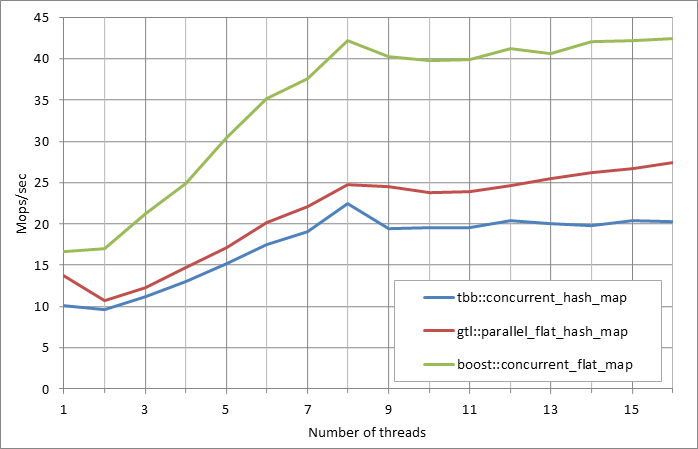 45
40
35
30
25
20
15
10
5
0
Mops/sec
tbb::concurrent_hash_map
gtl::parallel_flat_hash_map
boost::concurrent_flat_map
1 3 5 7 9 11 13 15
Number of threads